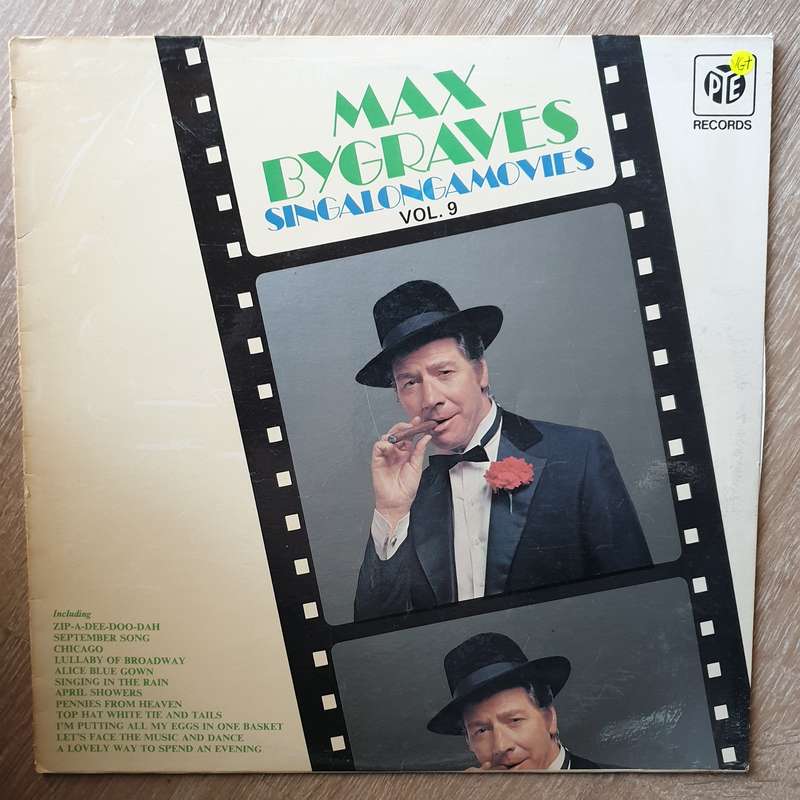 MAX
BYGRAVES
SINGALONGAMOVIES
VOL. 9
PYE
RECORDS
VG+
Including
ZIP-A-DEE-DOO-DAH
SEPTEMBER SONG
CHICAGO
LULLABY OF BROADWAY
ALICE BLUE GOWN
SINGING IN THE RAIN
APRIL SHOWERS
PENNIES FROM HEAVEN
TOP HAT WHITE TIE AND TAILS
I'M PUTTING ALL MY EGGS IN ONE BASKET
LET'S FACE THE MUSIC AND DANCE
A LOVELY WAY TO SPEND AN EVENING